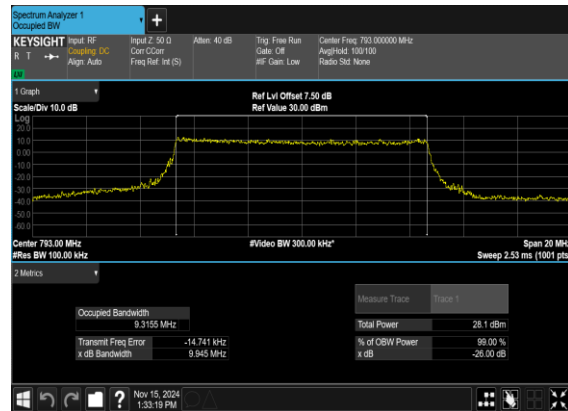 Spectrum Analyzer 1
Occupied BW
+
KEYSIGHT Input: RF Input Z: 50 Ω Atten: 40 dB Trig: Free Run Center Freq: 793.000000 MHz
R T Coupling: DC Corr CCorr Gate: Off Avg|Hold: 100/100
Align: Auto Freq Ref: Int (S) #IF Gain: Low Radio Std: None
1 Graph
Ref Lvl Offset 7.50 dB
Scale/Div 10.0 dB Ref Value 30.00 dBm
Log
20.0
10.0
0.00
-10.0
-20.0
-30.0
-40.0
-50.0
-60.0
Center 793.00 MHz #Video BW 300.00 kHz* Span 20 MHz
#Res BW 100.00 kHz Sweep 2.53 ms (1001 pts
2 Metrics
Measure Trace Trace 1
Occupied Bandwidth
9.3155 MHz Total Power 28.1 dBm
Transmit Freq Error -14.741 kHz % of OBW Power 99.00 %
x dB Bandwidth 9.945 MHz x dB -26.00 dB
? Nov 15, 2024
1:33:19 PM